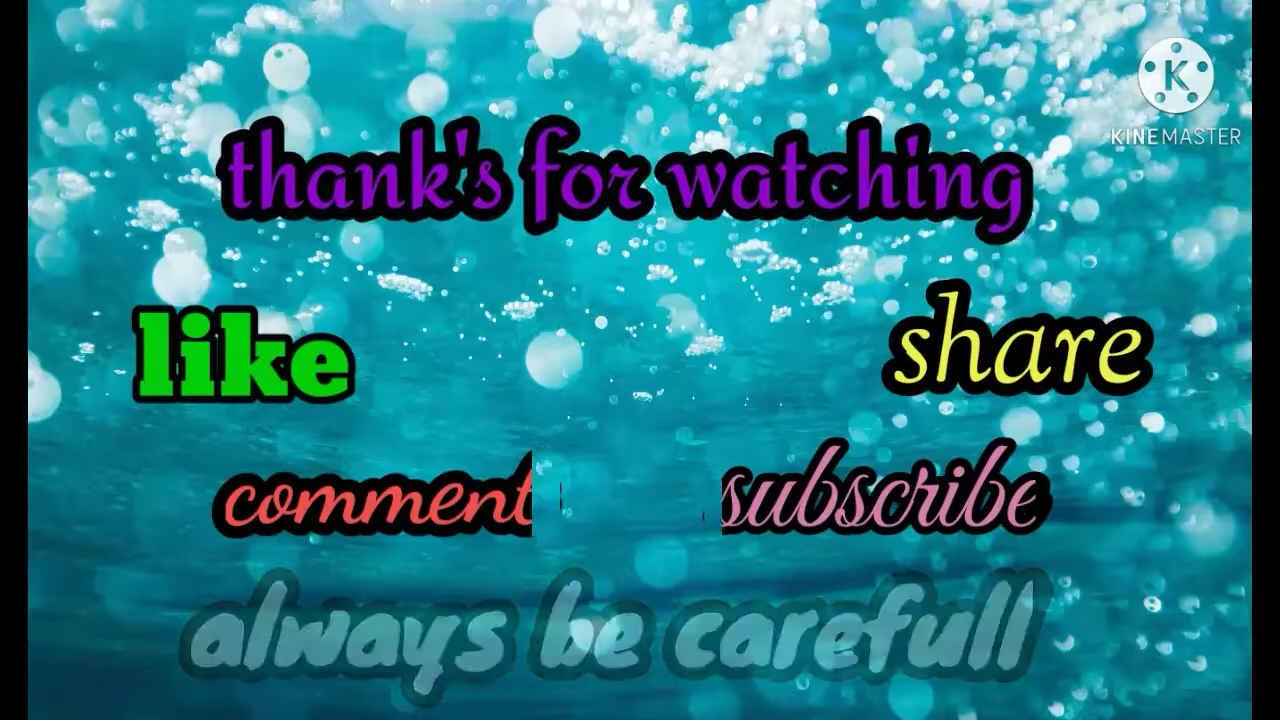 KINEMASTER
thank's for watching
like share
comment subscribe
always be carefull